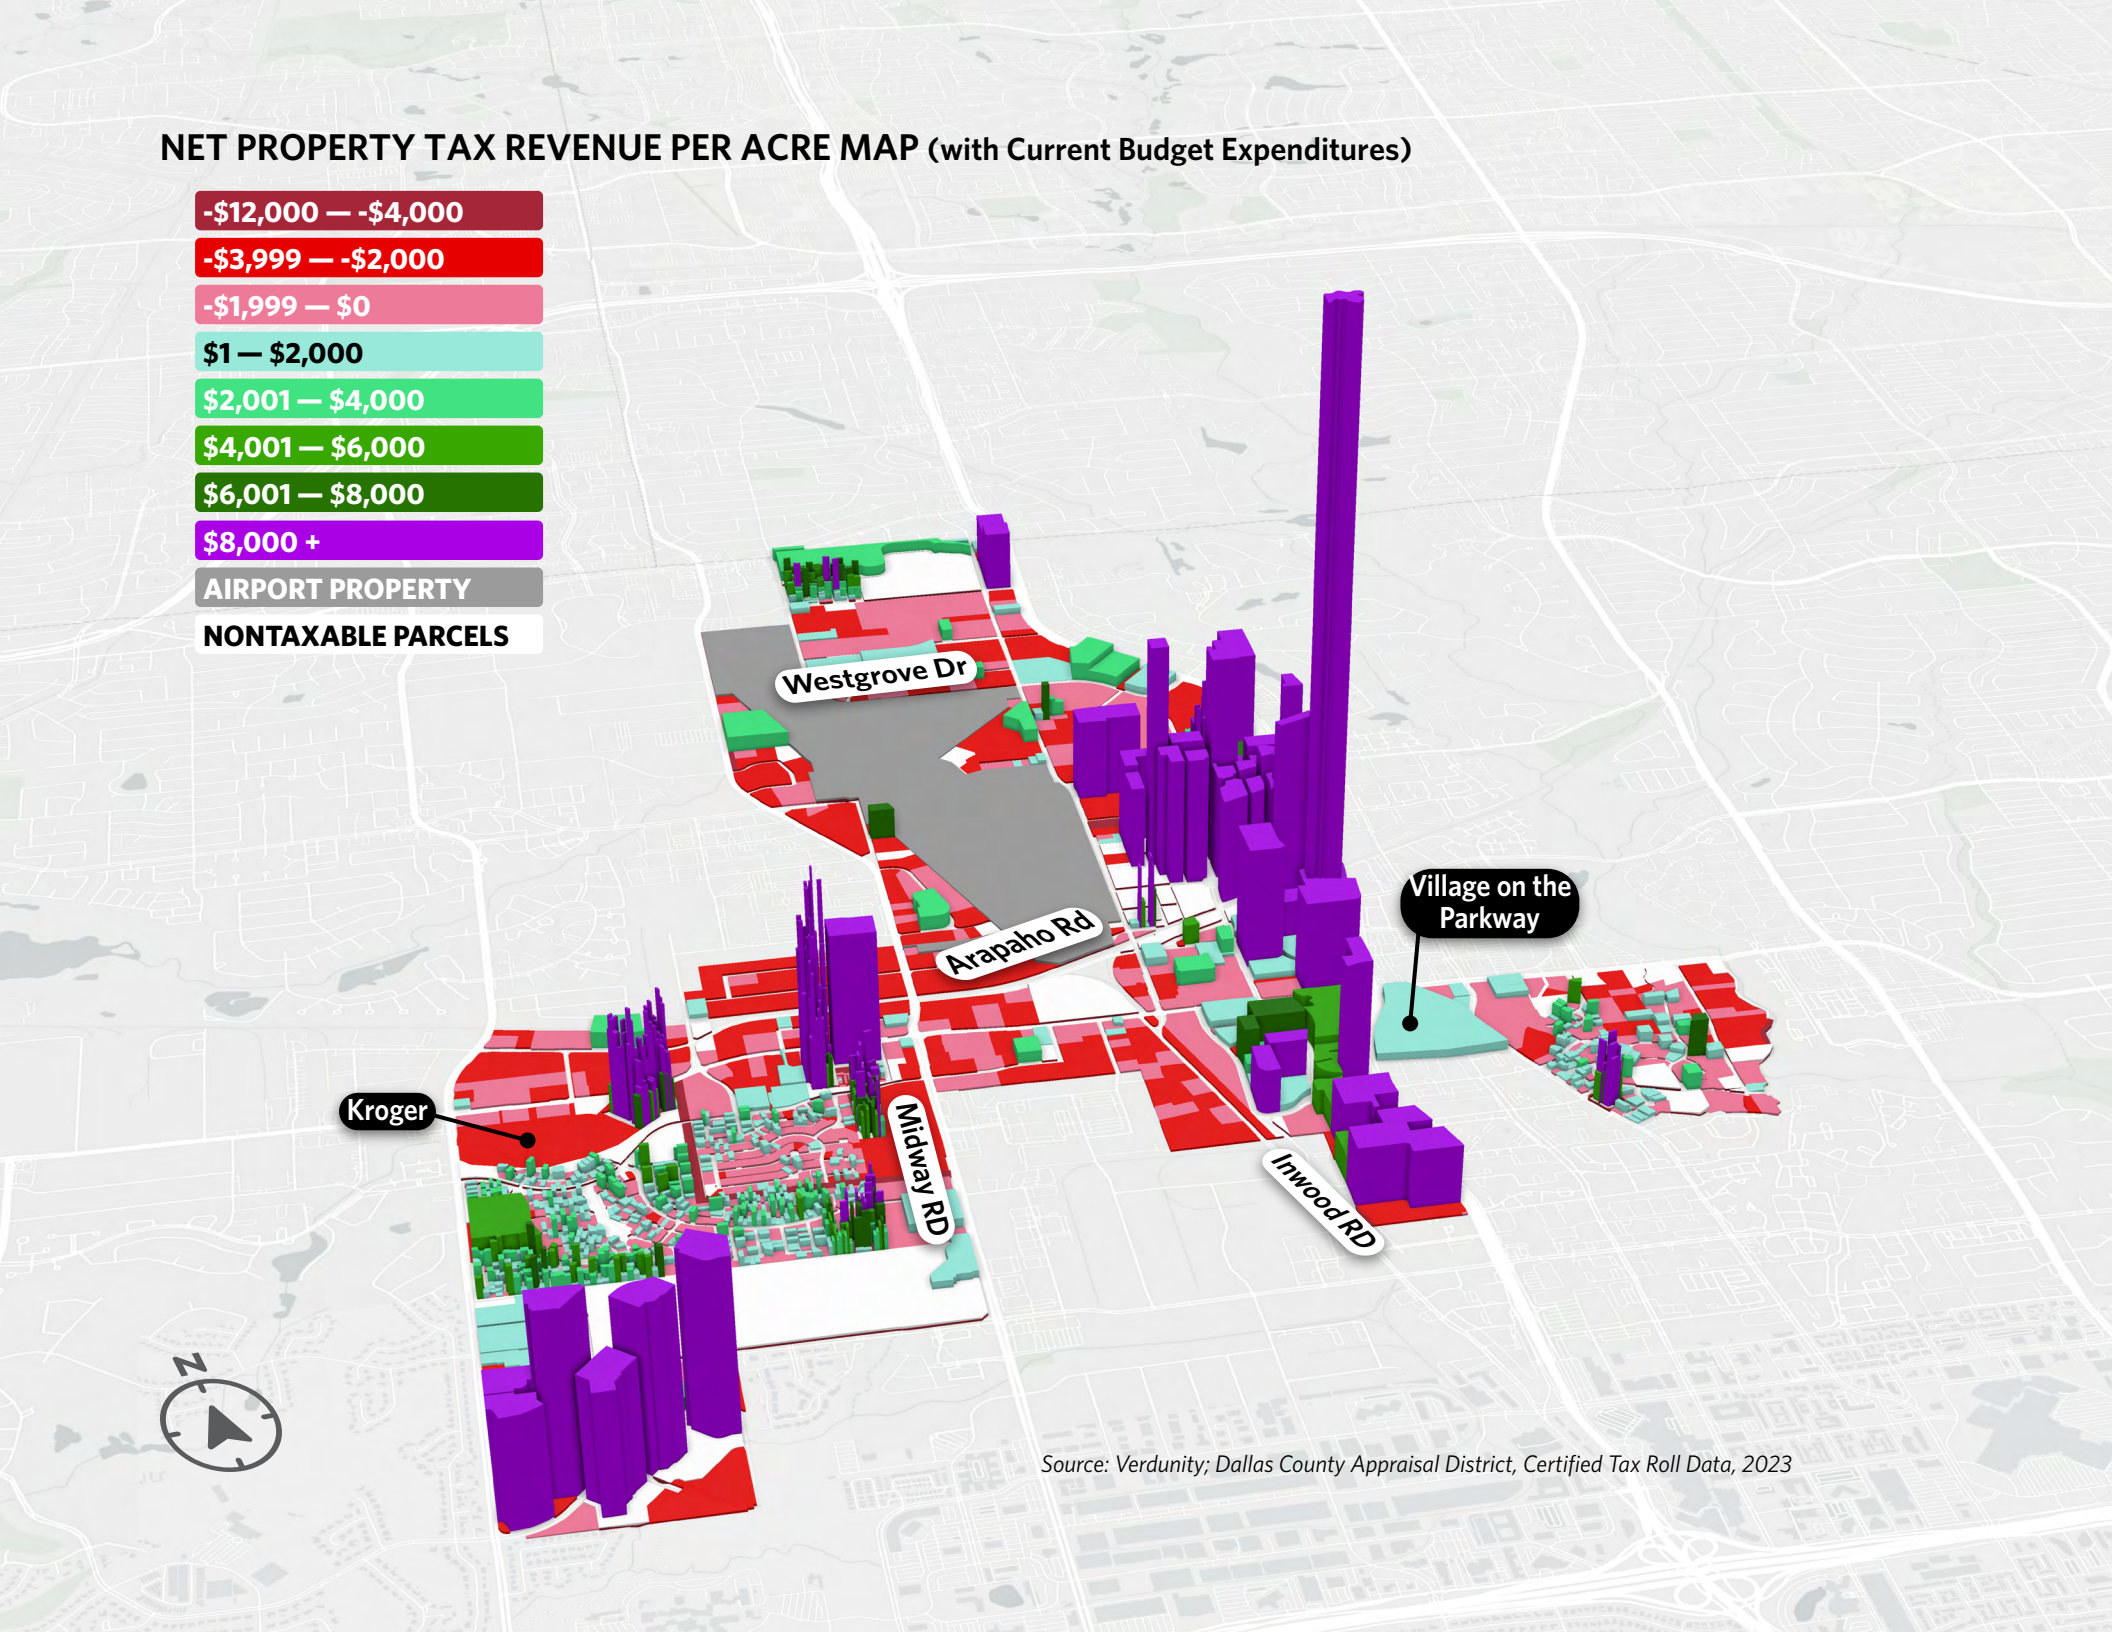 NET PROPERTY TAX REVENUE PER ACRE MAP (with Current Budget Expenditures)
-$12,000 — -$4,000
-$3,999 — -$2,000
-$1,999 — $0
$1 — $2,000
$2,001 — $4,000
$4,001 — $6,000
$6,001 — $8,000
$8,000 +
AIRPORT PROPERTY
NONTAXABLE PARCELS
Westgrove Dr
Village on the
Parkway
Arapaho Rd
Kroger
Midway RD
Inwood RD
N
Source: Verdunity; Dallas County Appraisal District, Certified Tax Roll Data, 2023